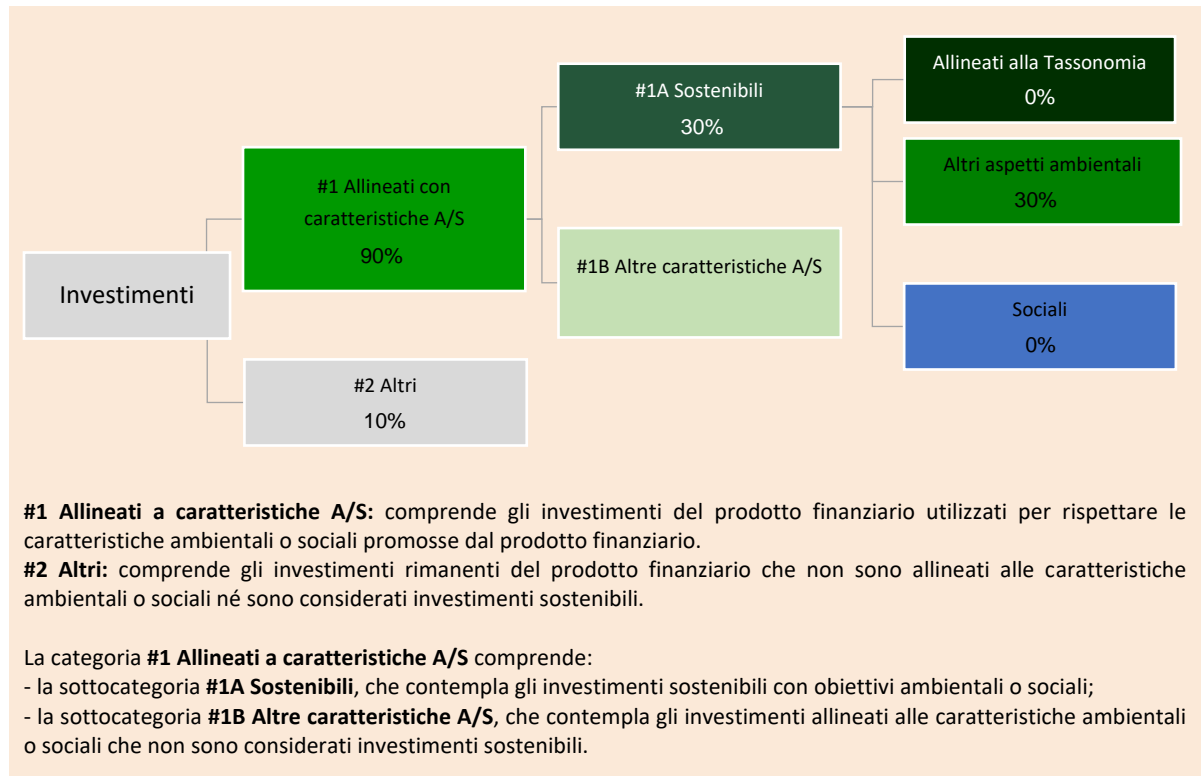 Investimenti
#1 Allineati con
caratteristiche A/S
90%
#2 Altri
10%
#1A Sostenibili
30%
#1B Altre caratteristiche A/S
Allineati alla Tassonomia
0%
Altri aspetti ambientali
30%
Sociali
0%
#1 Allineati a caratteristiche A/S: comprende gli investimenti del prodotto finanziario utilizzati per rispettare le
caratteristiche ambientali o sociali promosse dal prodotto finanziario.
#2 Altri: comprende gli investimenti rimanenti del prodotto finanziario che non sono allineati alle caratteristiche
ambientali o sociali né sono considerati investimenti sostenibili.
La categoria #1 Allineati a caratteristiche A/S comprende:
- la sottocategoria #1A Sostenibili, che contempla gli investimenti sostenibili con obiettivi ambientali o sociali;
- la sottocategoria #1B Altre caratteristiche A/S, che contempla gli investimenti allineati alle caratteristiche ambientali
o sociali che non sono considerati investimenti sostenibili.